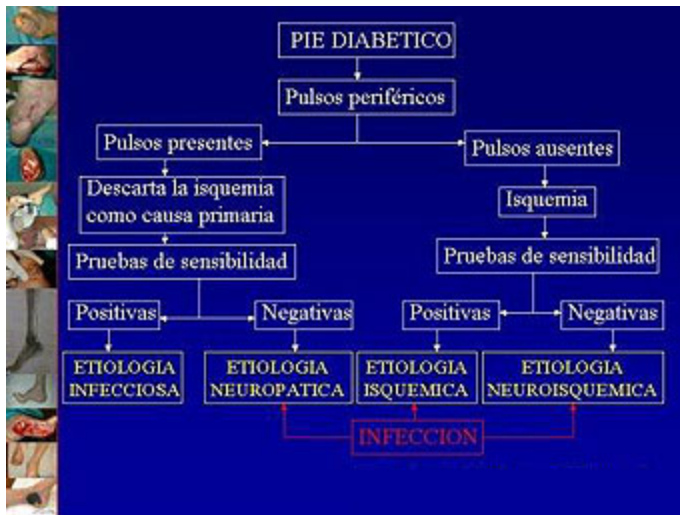 PIE DIABETICO
Pulsos periféricos
Pulsos presentes
Pulsos ausentes
Descarta la isquemia
como causa primaria
Isquemia
Pruebas de sensibilidad
Pruebas de sensibilidad
Positivas
Negativas
Positivas
Negativas
ETIOLOGIA
INFECCIOSA
ETIOLOGIA
NEUROPATICA
ETIOLOGIA
ISQUEMICA
ETIOLOGIA
NEUROISQUEMICA
INFECCION